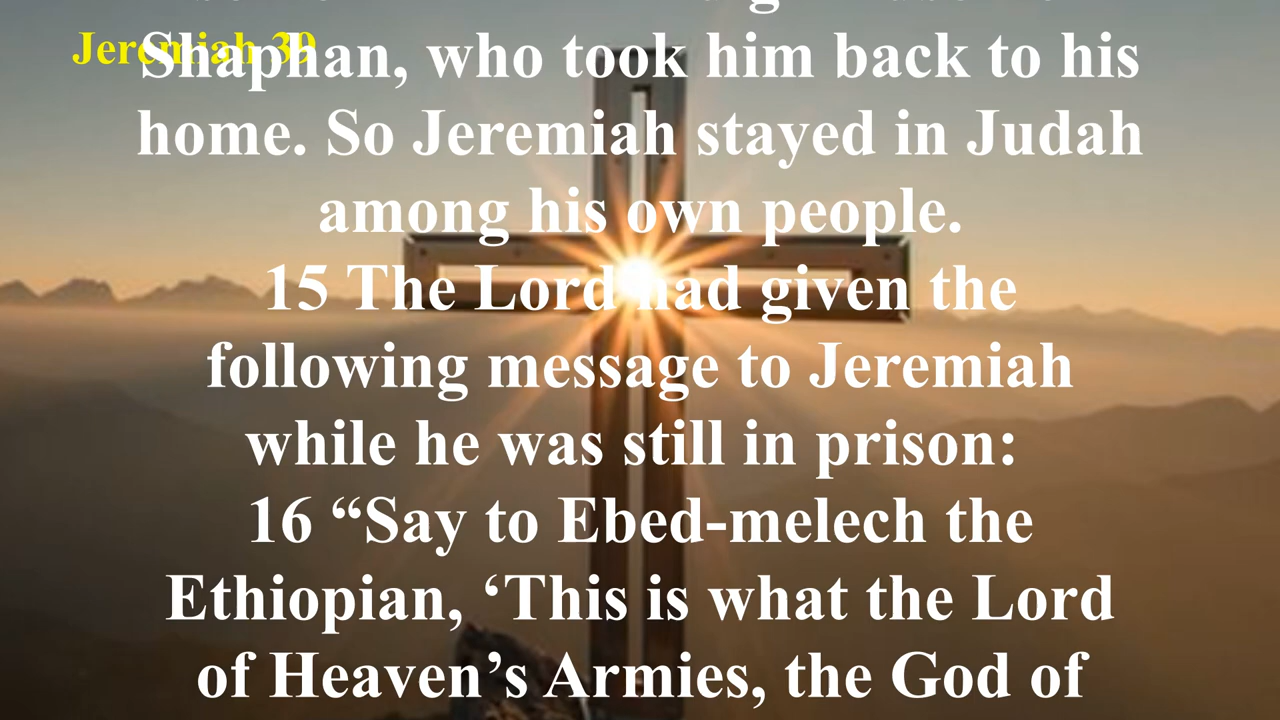 Jeremiah 39
Shaphan, who took him back to his
home. So Jeremiah stayed in Judah
among his own people.
15 The Lord had given the
following message to Jeremiah
while he was still in prison:
16 “Say to Ebed-melech the
Ethiopian, ‘This is what the Lord
of Heaven’s Armies, the God of